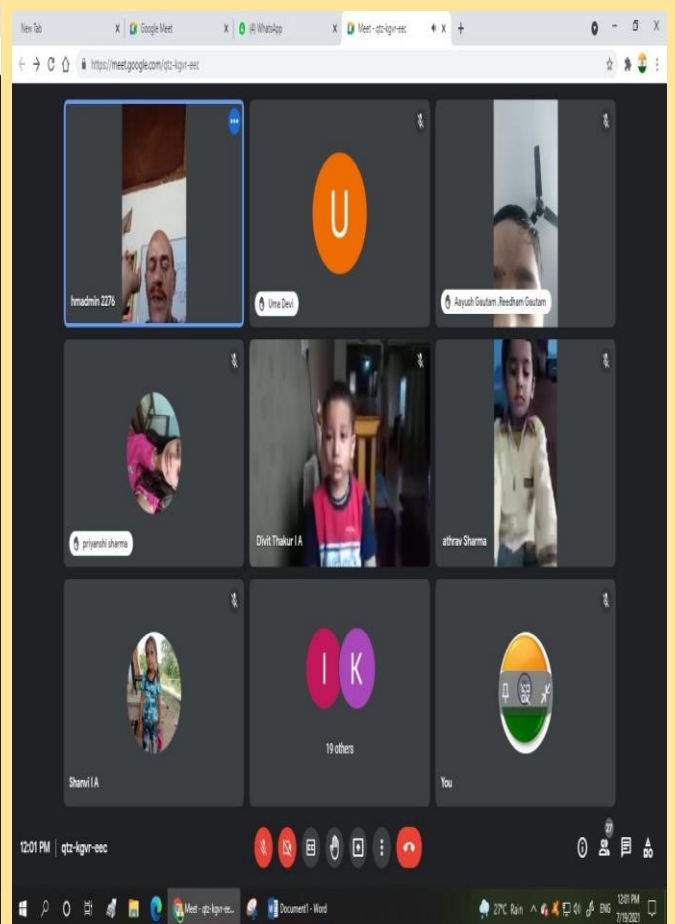 New Tab
Google Meet
(4) WhatsApp
Meet - qtz-kgvr-eec
https://meet.google.com/qtz-kgvr-eec
hmadmin 2276
U
Uma Devi
Aayush Gautam ,Reedham Gautam
priyanshi sharma
Divit Thakur I A
athrav Sharma
Shanvi I A
I K
19 others
You
12:01 PM | qtz-kgvr-eec
27
Meet - qtz-kgvr-ee...
Document1 - Word
27°C Rain
ENG
12:01 PM
7/19/2021